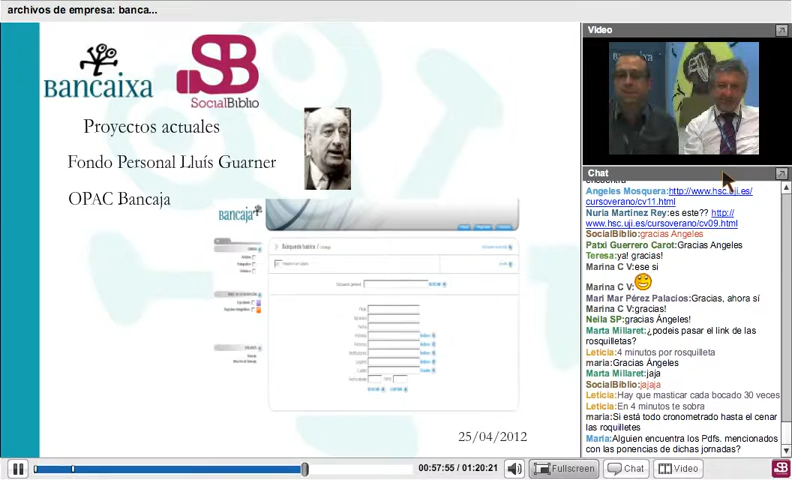 archivos de empresa: banca...
BANCAIXA
SB
SocialBiblio
Proyectos actuales
Fondo Personal Lluís Guarner
OPAC Bancaja
BANCAJA
25/04/2012
Video
Chat
Angeles Mosquera:http://www.hsc.uji.es/
cursoverano/cv11.html
Nuria Martinez Rey:es este?? http://
www.hsc.uji.es/cursoverano/cv09.html
SocialBiblio:gracias Angeles
Patxi Guerrero Carot:Gracias Angeles
Teresa:ya! gracias!
Marina C V:ese si
Marina C V:
Mari Mar Pérez Palacios:Gracias, ahora sí
Marina C V:gracias!
Neila SP:gracias Ángeles!
Marta Millaret:¿podeis pasar el link de las
rosquilletas?
Leticia:4 minutos por rosquilleta
maria:Gracias Ángeles
Marta Millaret:jaja
SocialBiblio:jajaja
Leticia:Hay que masticar cada bocado 30 veces
Leticia:En 4 minutos te sobra
maria:Si está todo cronometrado hasta el cenar
las roquilletes
María:Alguien encuentra los Pdfs. mencionados
con las ponencias de dichas jornadas?
00:57:55 / 01:20:21
Fullscreen
Chat
Video
SB